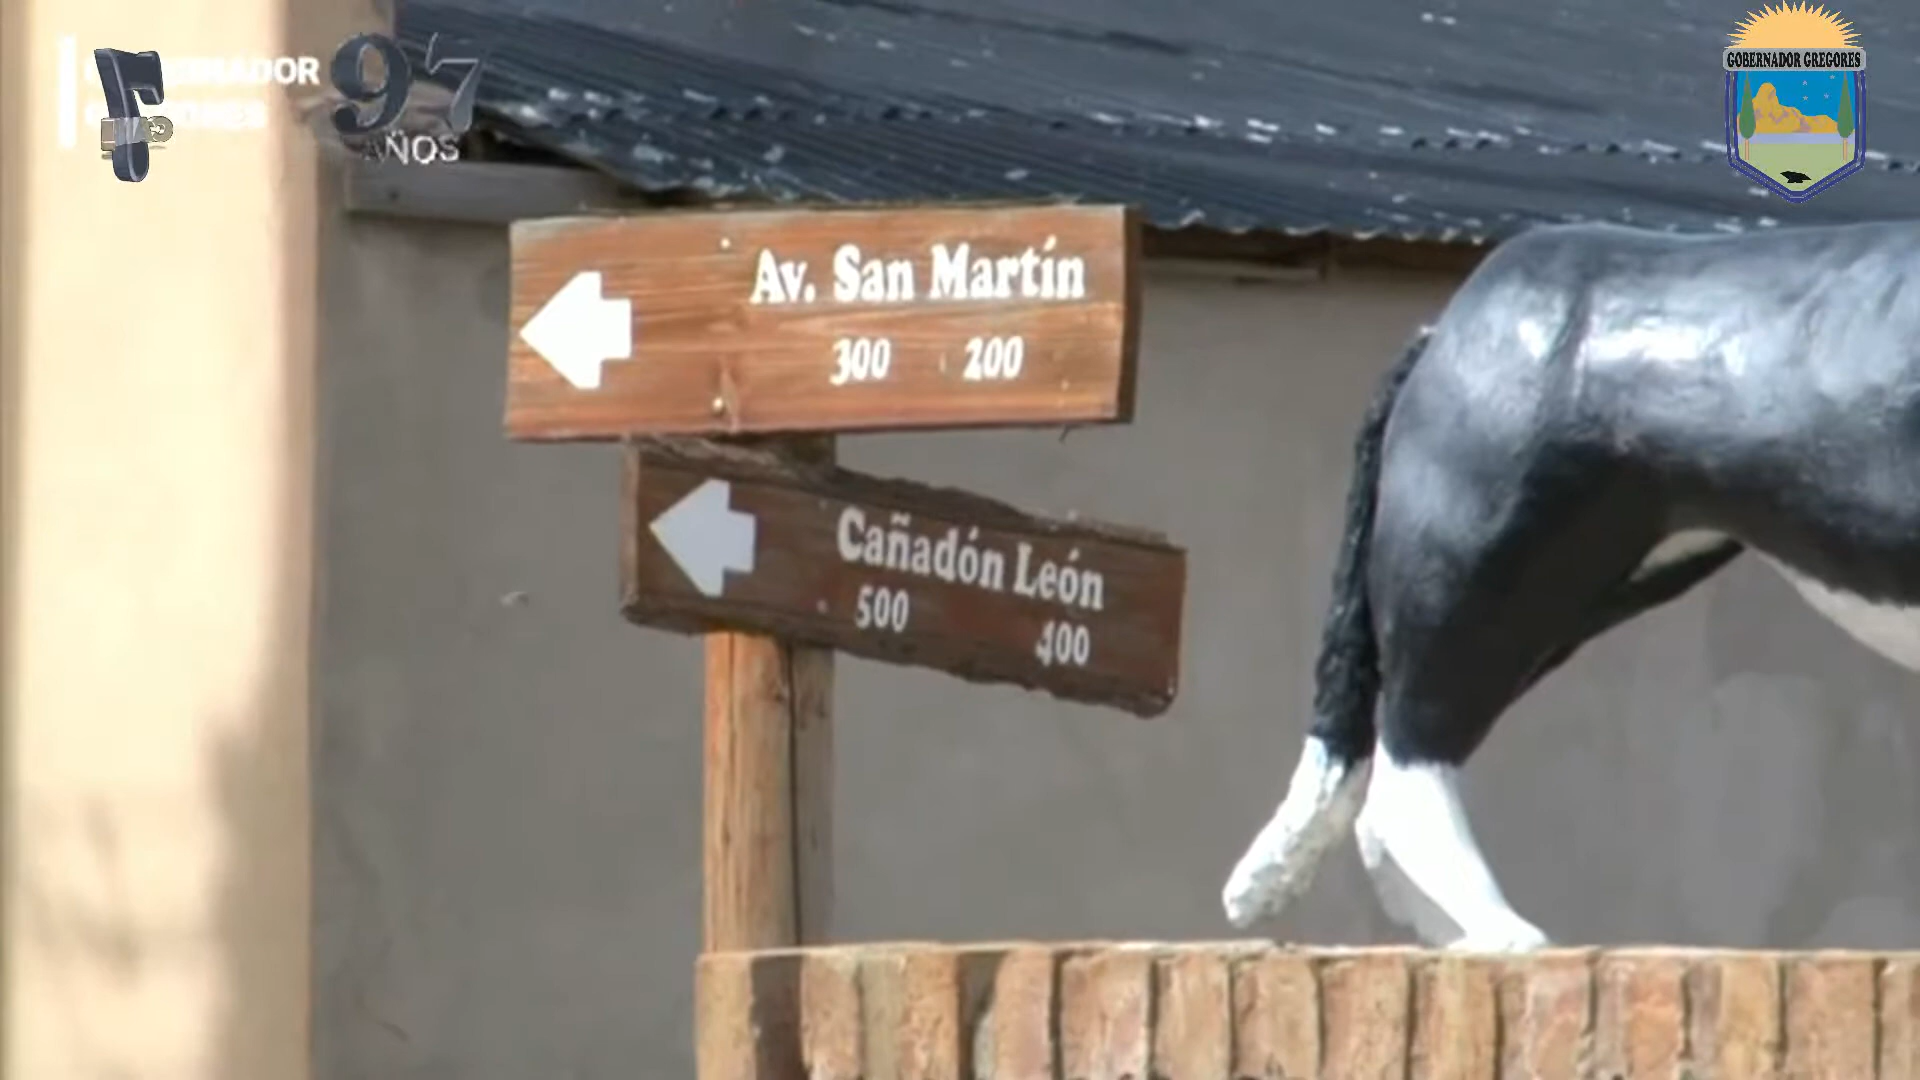 97
AÑOS
GOBERNADOR GREGORES
Av. San Martín
300 200
Cañadón León
500 400